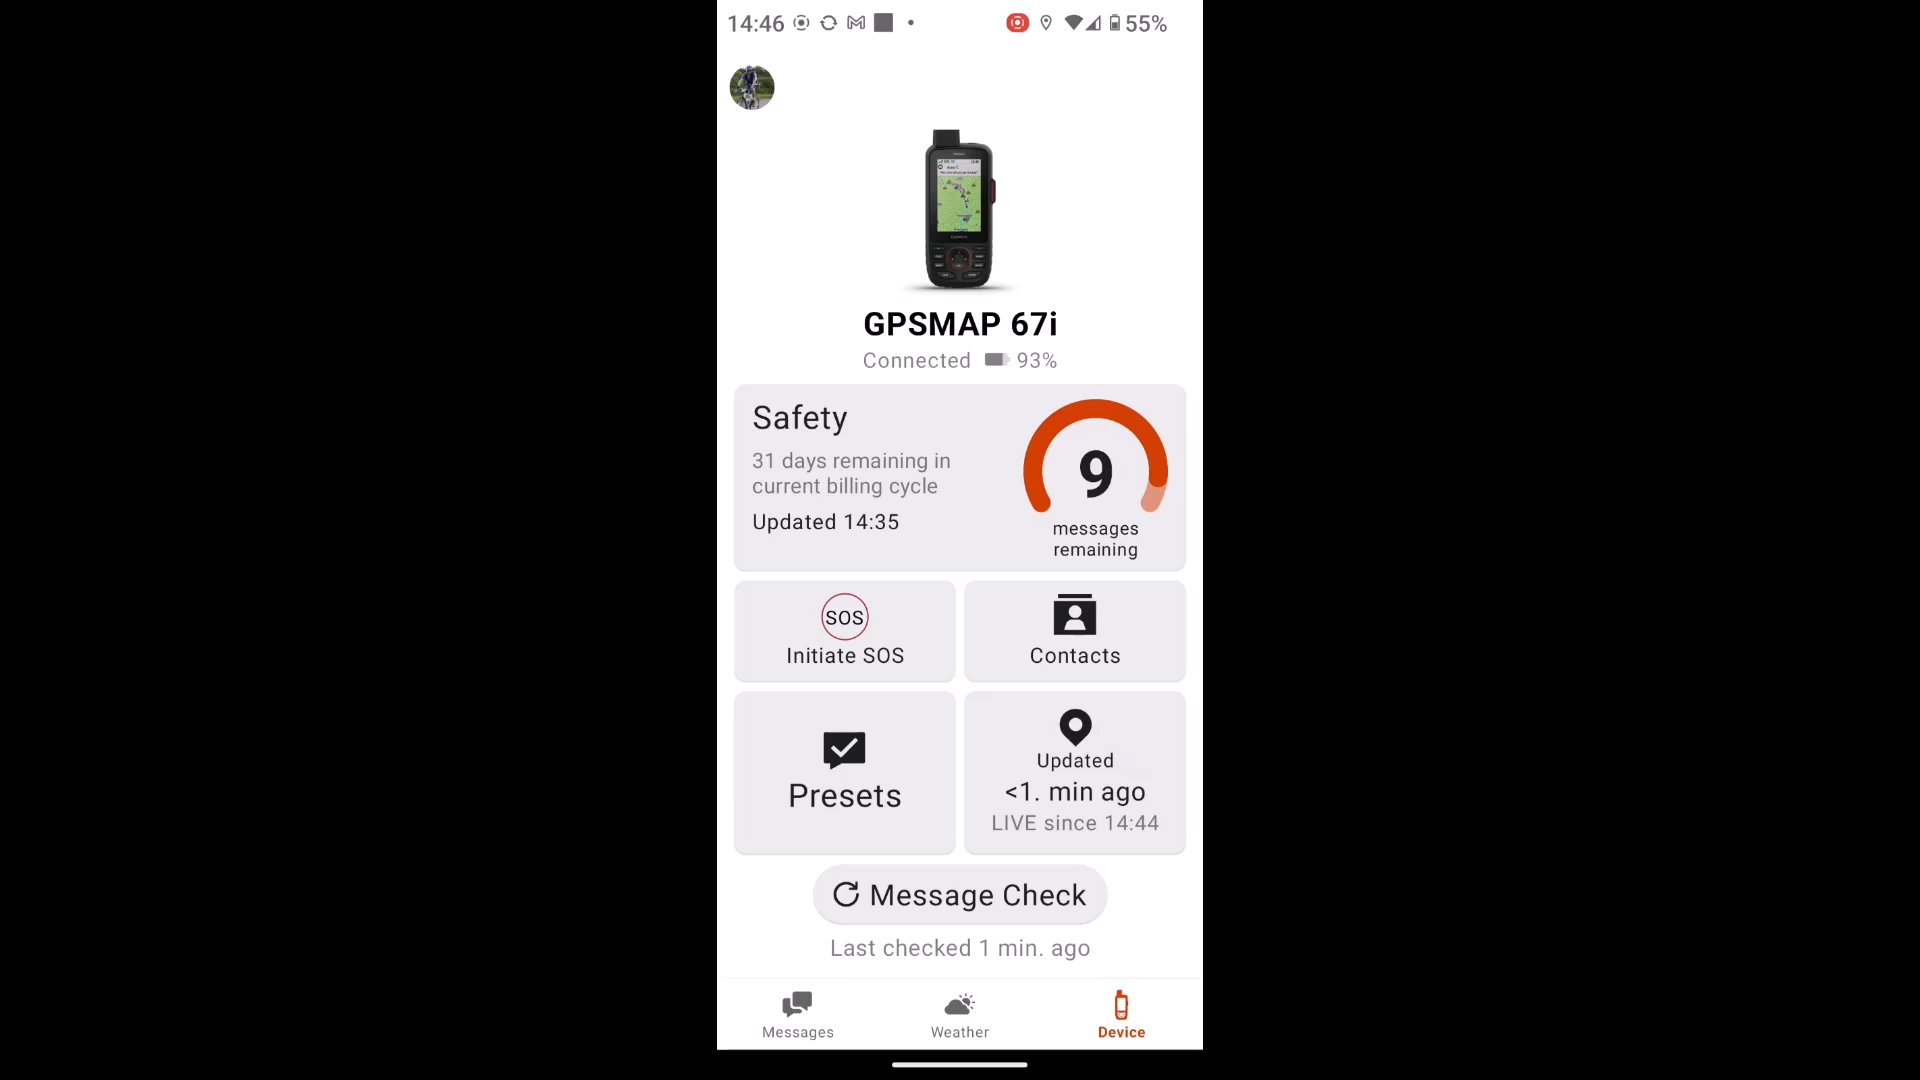 14:46 55%
GPSMAP 67i
Connected 93%
Safety
31 days remaining in
current billing cycle
Updated 14:35
9
messages
remaining
SOS
Initiate SOS
Contacts
Presets
Updated
<1. min ago
LIVE since 14:44
Message Check
Last checked 1 min. ago
Messages
Weather
Device